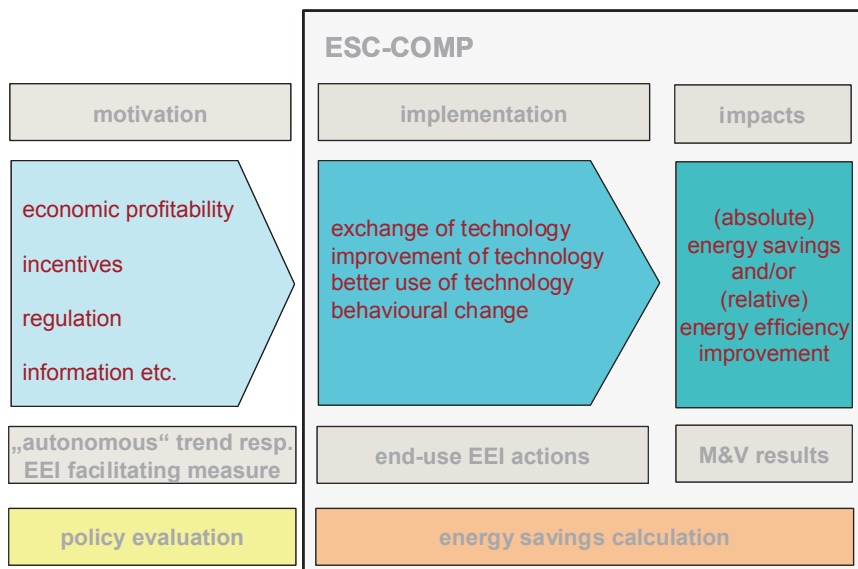 ESC-COMP
motivation
implementation
impacts
economic profitability
incentives
regulation
information etc.
exchange of technology
improvement of technology
better use of technology
behavioural change
(absolute)
energy savings
and/or
(relative)
energy efficiency
improvement
„autonomous“ trend resp.
EEI facilitating measure
end-use EEI actions
M&V results
policy evaluation
energy savings calculation